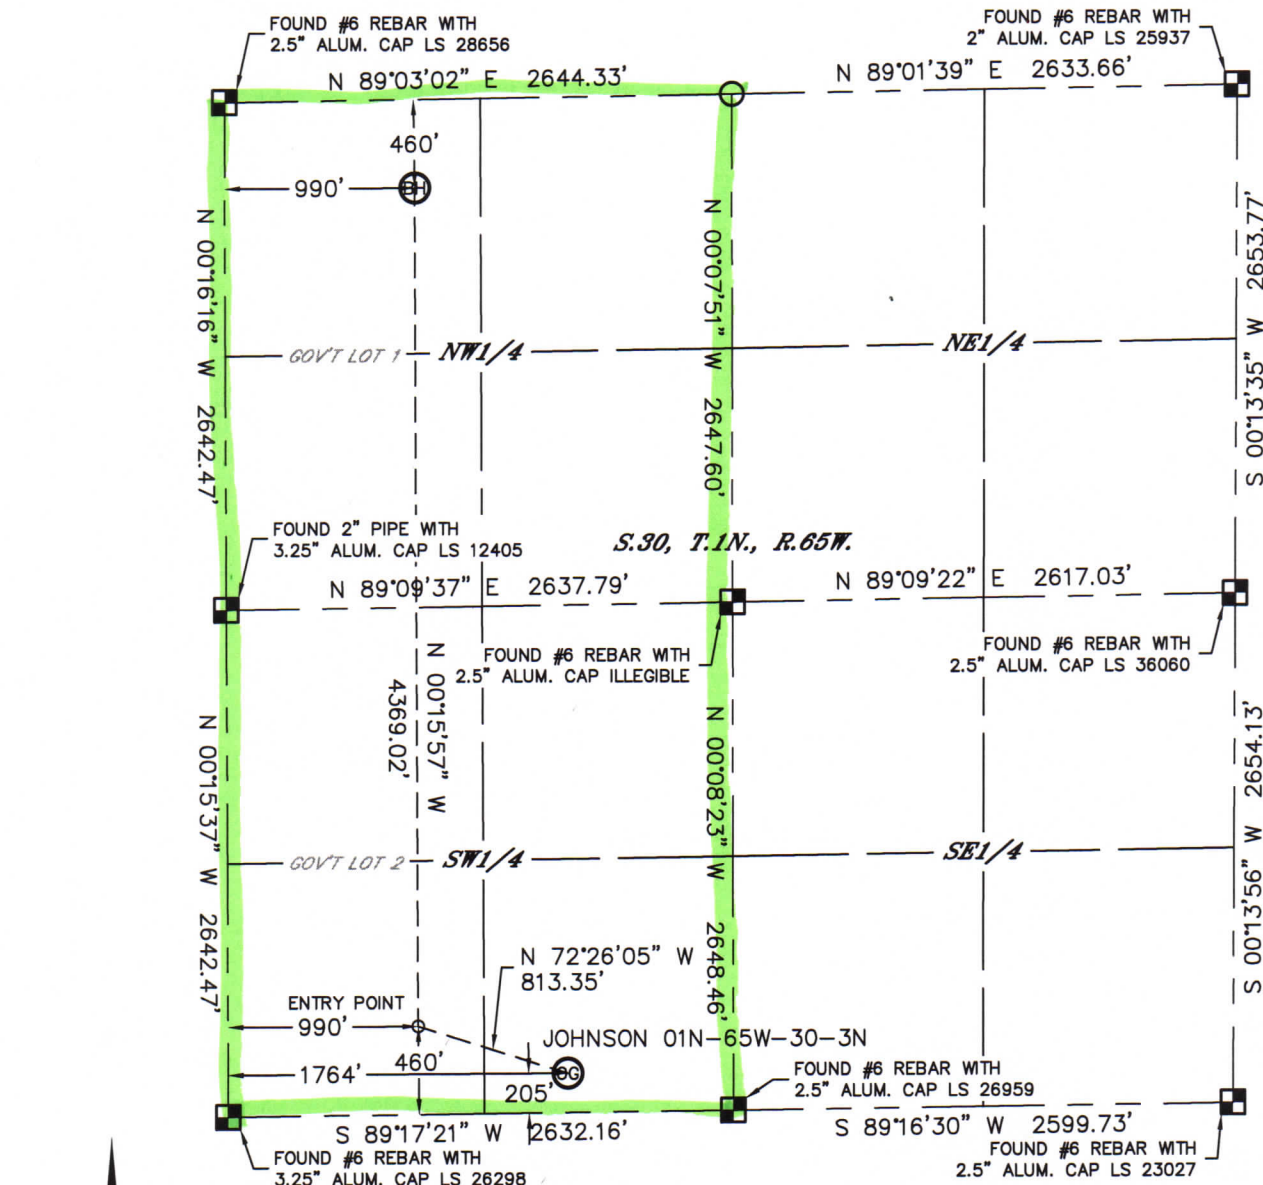 FOUND #6 REBAR WITH
2.5" ALUM. CAP LS 28656
FOUND #6 REBAR WITH
2" ALUM. CAP LS 25937
N 89°03'02" E 2644.33'
N 89°01'39" E 2633.66'
460'
990'
BH
N 00°16'16" W 2642.47'
N 00°07'51" W 2647.60'
S 00°13'35" W 2653.77'
GOV'T LOT 1
NW1/4
NE1/4
FOUND 2" PIPE WITH
3.25" ALUM. CAP LS 12405
S.30, T.1N., R.65W.
N 89°09'37" E 2637.79'
N 89°09'22" E 2617.03'
FOUND #6 REBAR WITH
2.5" ALUM. CAP ILLEGIBLE
FOUND #6 REBAR WITH
2.5" ALUM. CAP LS 36060
N 00°15'57" W
4369.02'
N 00°15'37" W 2642.47'
N 00°08'23" W 2648.46'
S 00°13'56" W 2654.13'
GOV'T LOT 2
SW1/4
SE1/4
N 72°26'05" W
813.35'
ENTRY POINT
990'
JOHNSON 01N-65W-30-3N
460'
1764'
OG
205'
FOUND #6 REBAR WITH
2.5" ALUM. CAP LS 26959
S 89°17'21" W 2632.16'
S 89°16'30" W 2599.73'
FOUND #6 REBAR WITH
3.25" ALUM. CAP LS 26298
FOUND #6 REBAR WITH
2.5" ALUM. CAP LS 23027